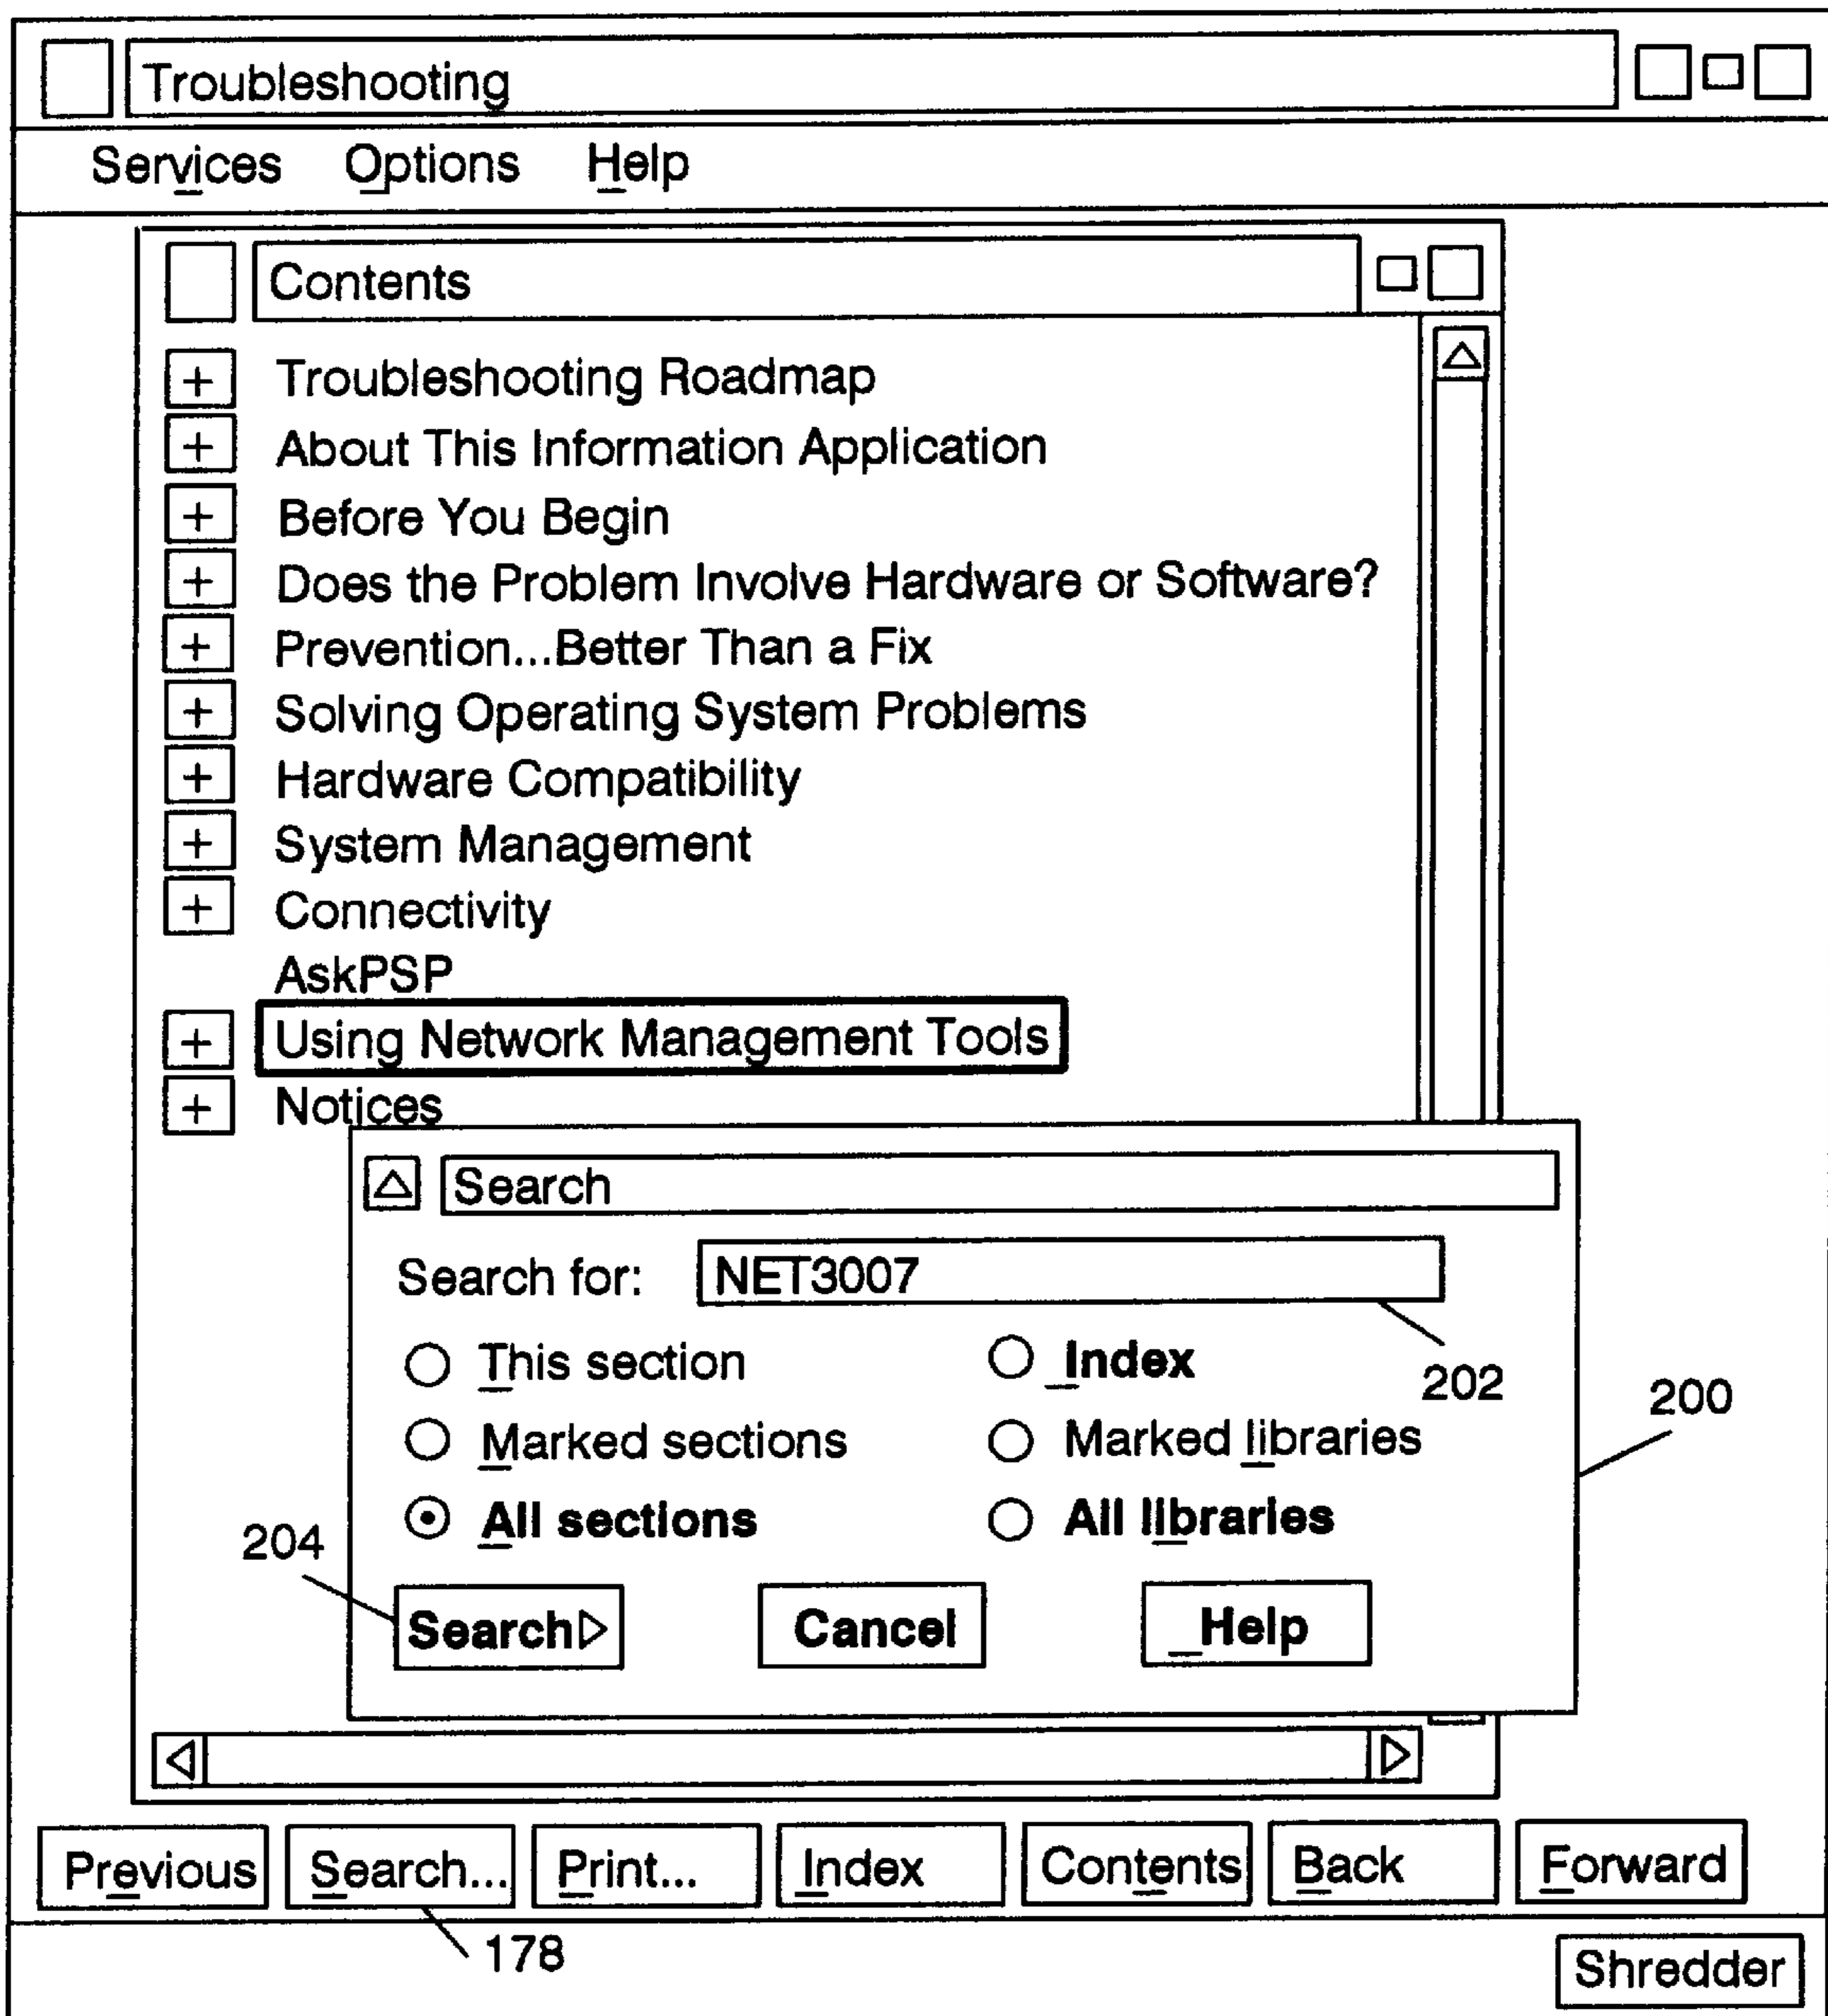 Troubleshooting
Services Options Help
Contents
+ Troubleshooting Roadmap
+ About This Information Application
+ Before You Begin
+ Does the Problem Involve Hardware or Software?
+ Prevention...Better Than a Fix
+ Solving Operating System Problems
+ Hardware Compatibility
+ System Management
+ Connectivity
AskPSP
+ Using Network Management Tools
+ Notices
Search
Search for: NET3007
202
This section Index
200
Marked sections Marked libraries
All sections All libraries
204
Search Cancel Help
Previous Search... Print... Index Contents Back Forward
178
Shredder